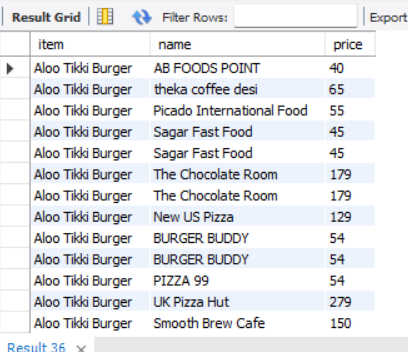 Result Grid Filter Rows: Export
item name price
Aloo Tikki Burger AB FOODS POINT 40
Aloo Tikki Burger theka coffee desi 65
Aloo Tikki Burger Picado International Food 55
Aloo Tikki Burger Sagar Fast Food 45
Aloo Tikki Burger Sagar Fast Food 45
Aloo Tikki Burger The Chocolate Room 179
Aloo Tikki Burger The Chocolate Room 179
Aloo Tikki Burger New US Pizza 129
Aloo Tikki Burger BURGER BUDDY 54
Aloo Tikki Burger BURGER BUDDY 54
Aloo Tikki Burger PIZZA 99 54
Aloo Tikki Burger UK Pizza Hut 279
Aloo Tikki Burger Smooth Brew Cafe 150
Result 36